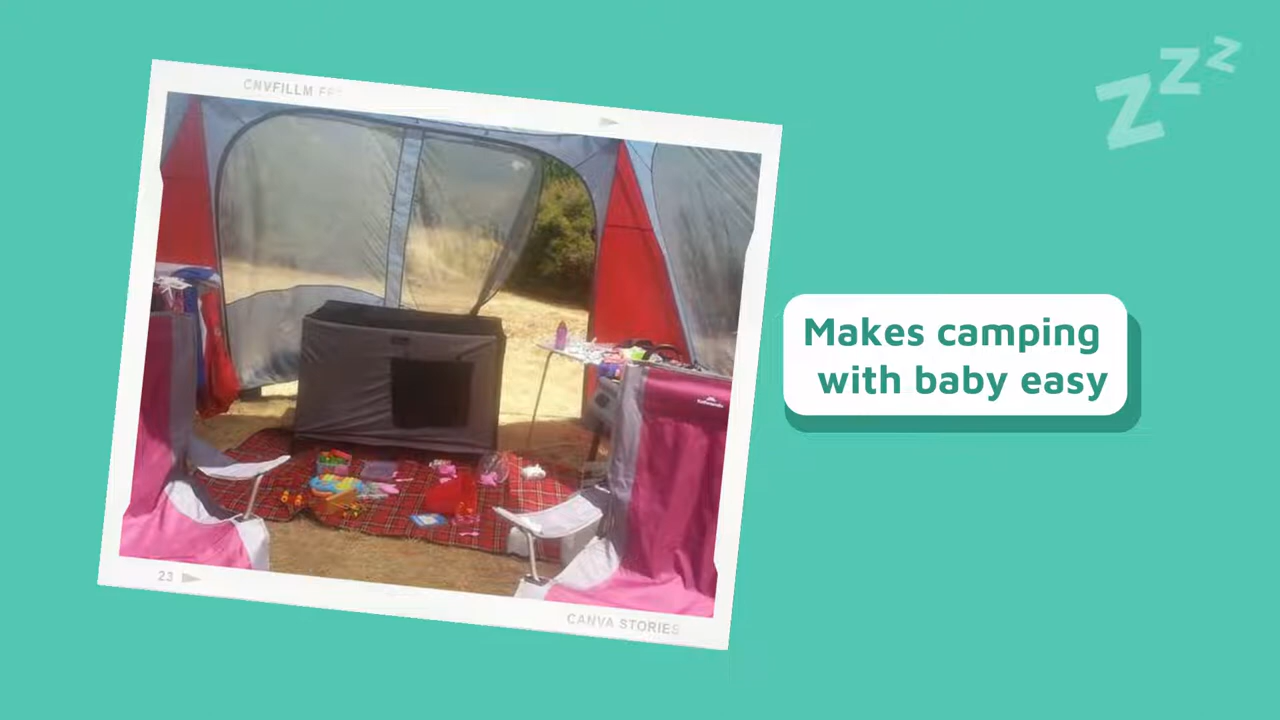 CNVFILLM
Z Z Z
Makes camping
with baby easy
23
CANVA STORIES